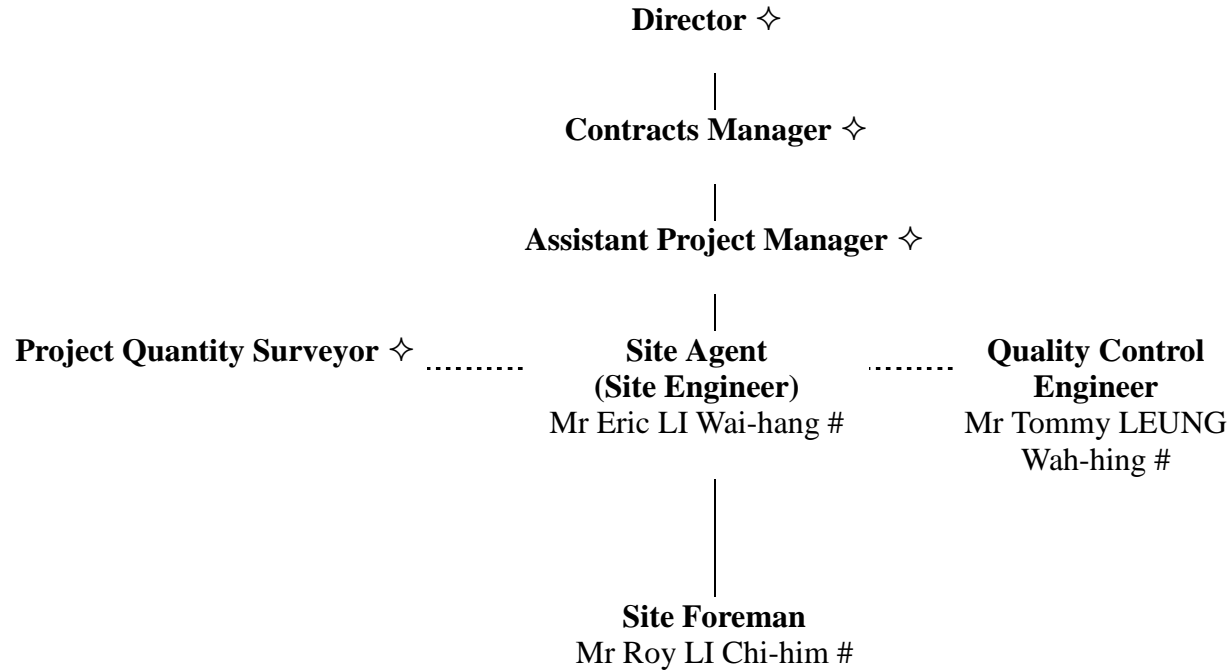 Director ✧
Contracts Manager ✧
Assistant Project Manager ✧
Project Quantity Surveyor ✧
Site Agent
(Site Engineer)
Mr Eric LI Wai-hang #
Quality Control
Engineer
Mr Tommy LEUNG
Wah-hing #
Site Foreman
Mr Roy LI Chi-him #